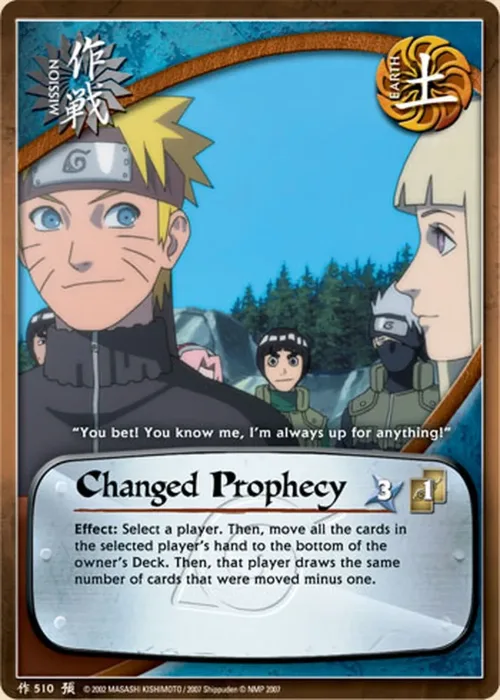 MISSION
作戦
EARTH
土
"You bet! You know me, I'm always up for anything!"
Changed Prophecy 3 1
Effect: Select a player. Then, move all the cards in
the selected player's hand to the bottom of the
owner's Deck. Then, that player draws the same
number of cards that were moved minus one.
作 510 張 © 2002 MASASHI KISHIMOTO / 2007 Shippuden © NMP 2007